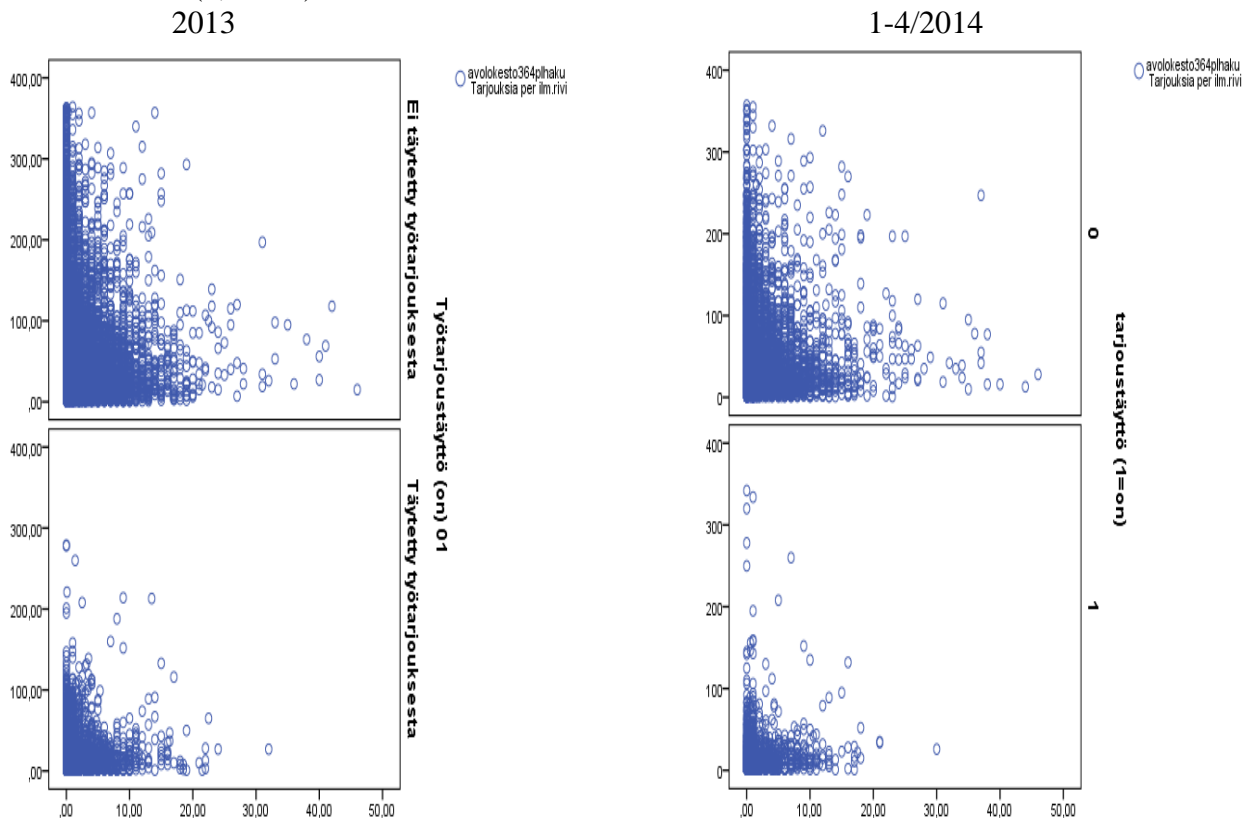 2013
1-4/2014
400,00
300,00
200,00
100,00
,00
Ei täytetty työtarjouksesta
400,00
300,00
200,00
100,00
,00
Täytetty työtarjouksesta
Työtarjoustäyttö (on) 01
,00 10,00 20,00 30,00 40,00 50,00
avolokesto364plhaku
Tarjouksia per ilm.rivi
400
300
200
100
0
0
400
300
200
100
0
1
tarjoustäyttö (1=on)
,00 10,00 20,00 30,00 40,00 50,00
avolokesto364plhaku
Tarjouksia per ilm.rivi